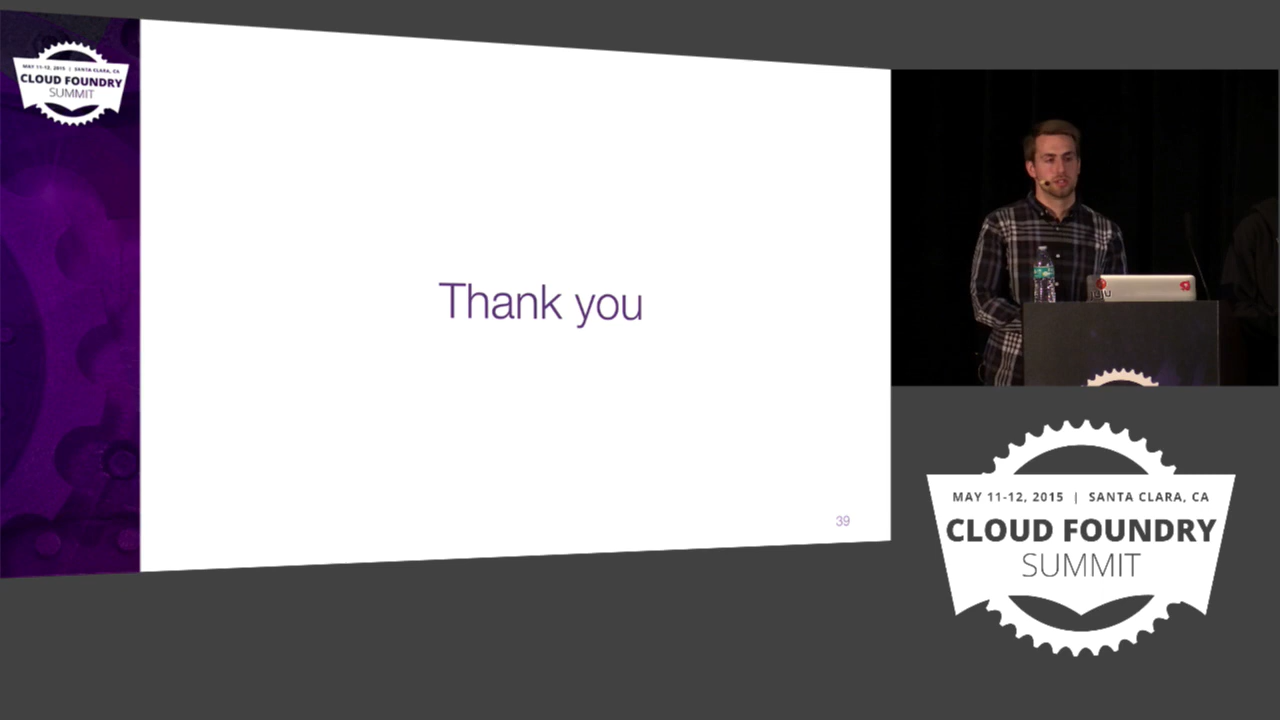 MAY 11-12, 2015 | SANTA CLARA, CA
CLOUD FOUNDRY
SUMMIT
Thank you
39
MAY 11-12, 2015 | SANTA CLARA, CA
CLOUD FOUNDRY
SUMMIT